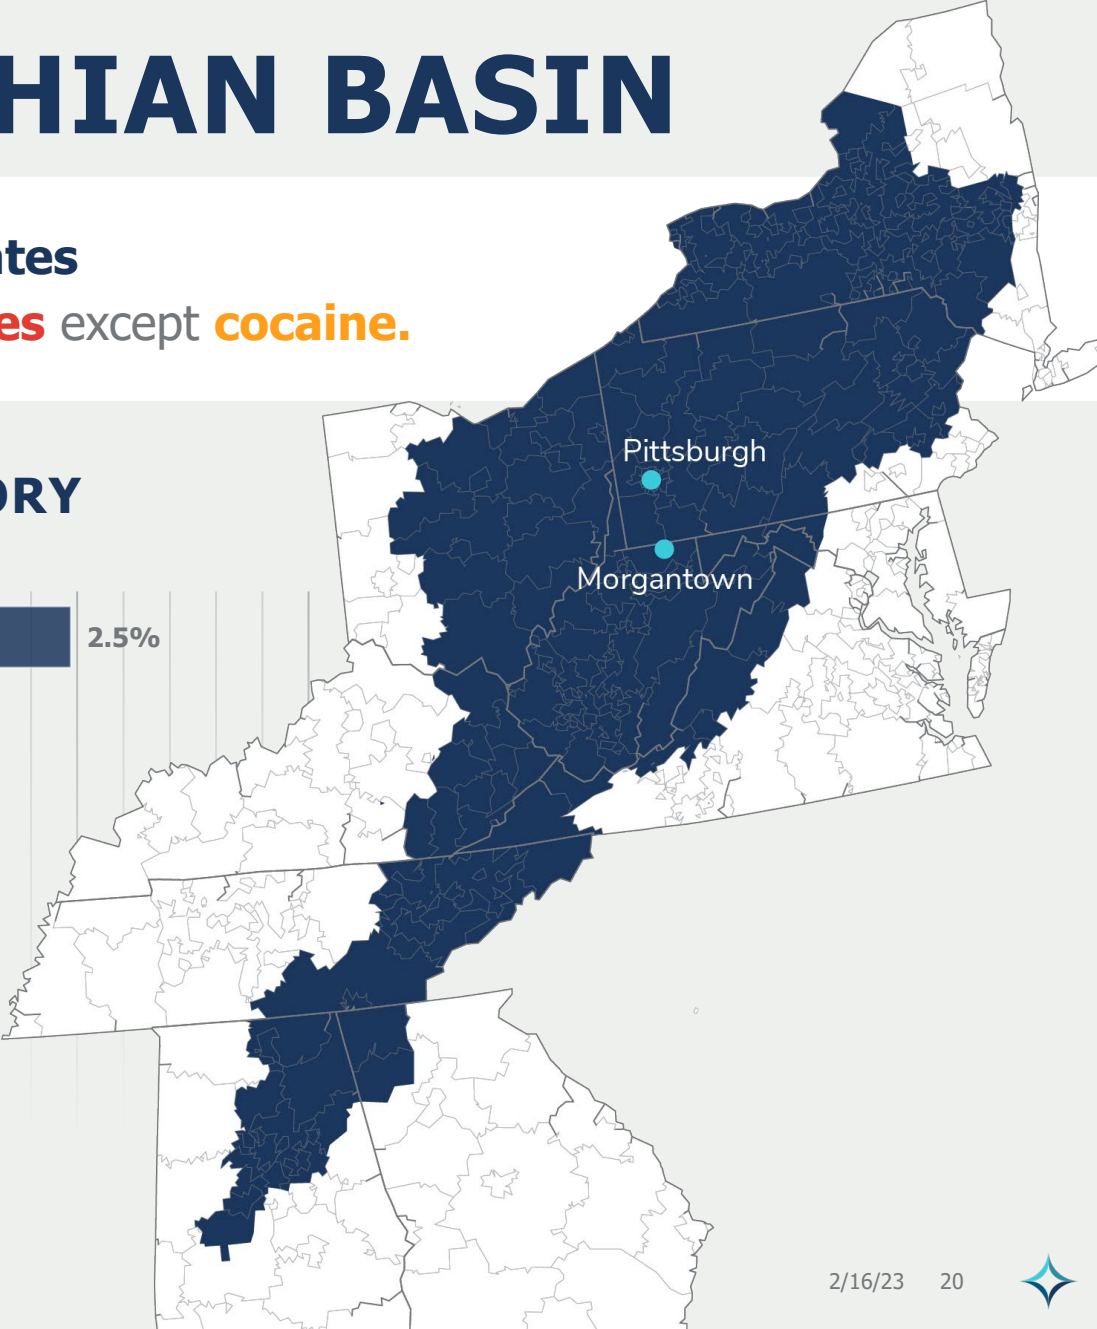 HIAN BASIN
tes
es except cocaine.
Pittsburgh
ORY
Morgantown
2.5%
2/16/23 20